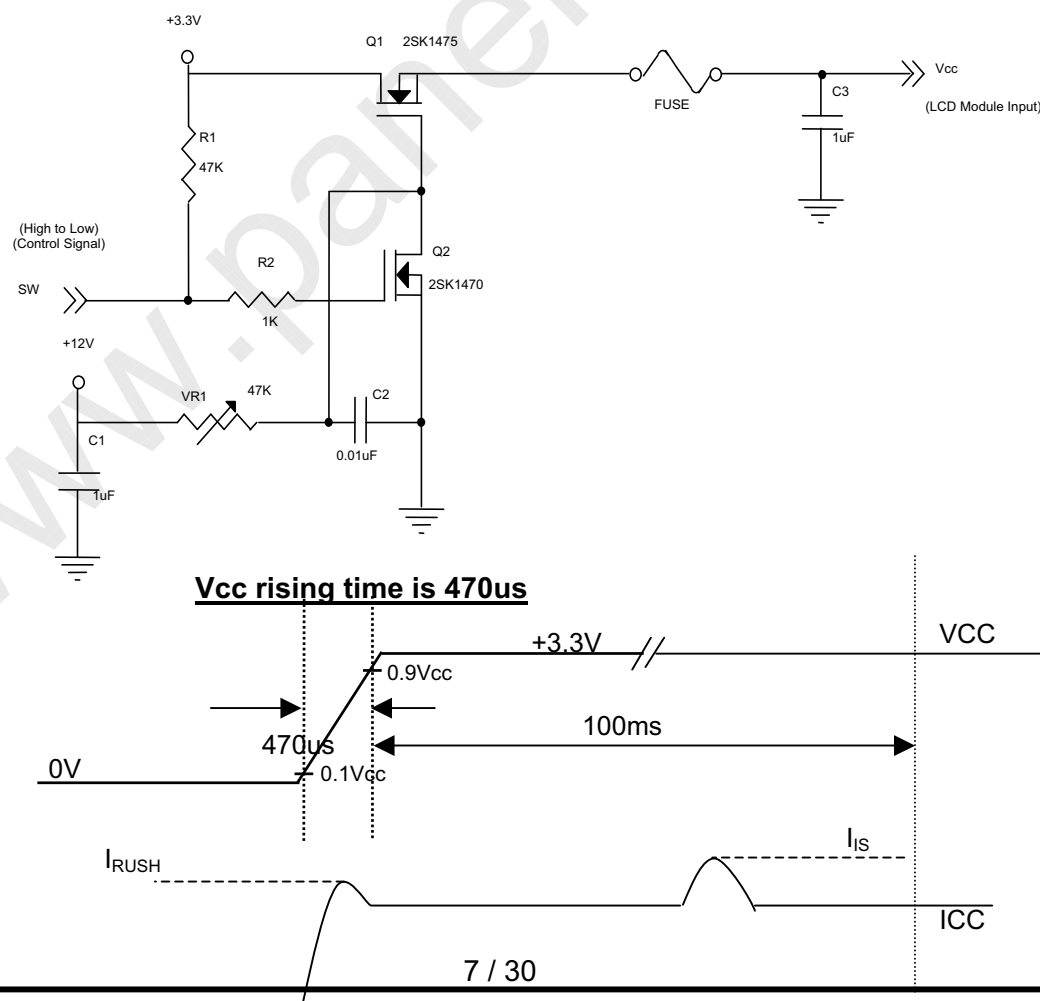 +3.3V
Q1 2SK1475
Vcc
FUSE
C3
(LCD Module Input)
1uF
R1
47K
(High to Low)
(Control Signal)
Q2
R2
2SK1470
SW
1K
+12V
VR1
47K
C2
C1
0.01uF
1uF
www.pane
Vcc rising time is 470us
+3.3V
VCC
0.9Vcc
470us
100ms
0V
0.1Vcc
IRUSH
IIS
ICC
7 / 30